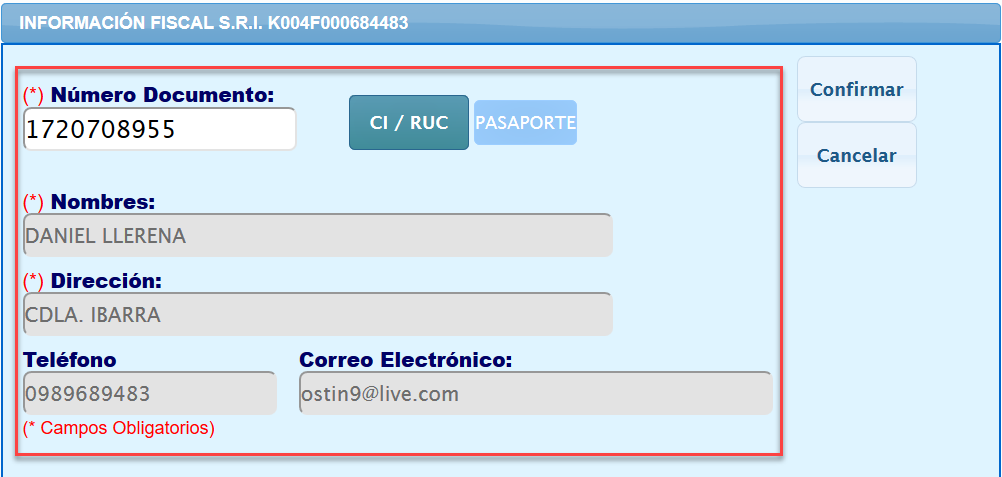 INFORMACIÓN FISCAL S.R.I. K004F000684483
(*) Número Documento:
1720708955
CI / RUC
PASAPORTE
Confirmar
Cancelar
(*) Nombres:
DANIEL LLERENA
(*) Dirección:
CDLA. IBARRA
Teléfono
Correo Electrónico:
0989689483
ostin9@live.com
(* Campos Obligatorios)